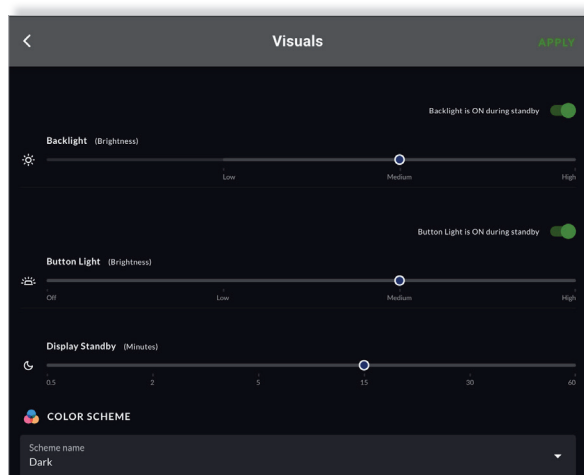 Visuals
APPLY
Backlight is ON during standby
Backlight (Brightness)
Low Medium High
Button Light is ON during standby
Button Light (Brightness)
Off Low Medium High
Display Standby (Minutes)
0.5 2 5 15 30 60
COLOR SCHEME
Scheme name
Dark